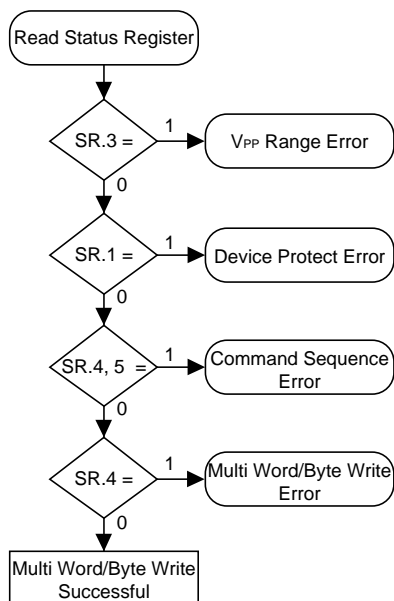 Read Status Register
SR.3 =
1
VPP Range Error
0
SR.1 =
1
Device Protect Error
0
SR.4, 5 =
1
Command Sequence
Error
0
SR.4 =
1
Multi Word/Byte Write
Error
0
Multi Word/Byte Write
Successful